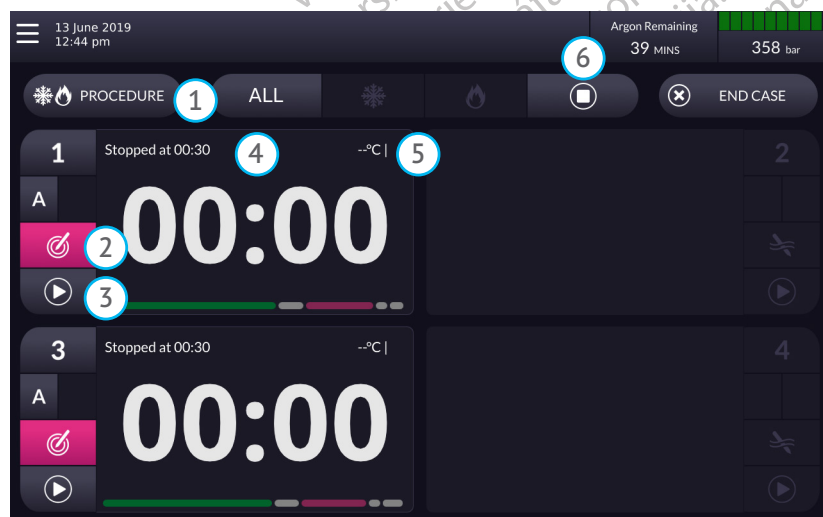 13 June 2019
12:44 pm
Argon Remaining
39 MINS
358 bar
6
PROCEDURE
1
ALL
END CASE
1
Stopped at 00:30
4
--°C |
5
2
A
00:00
2
3
3
Stopped at 00:30
--°C |
4
A
00:00